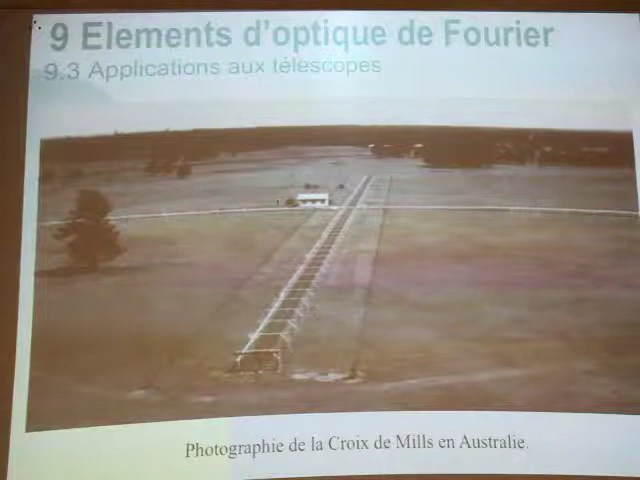 9 Elements d'optique de Fourier
9.3 Applications aux télescopes
Photographie de la Croix de Mills en Australie.